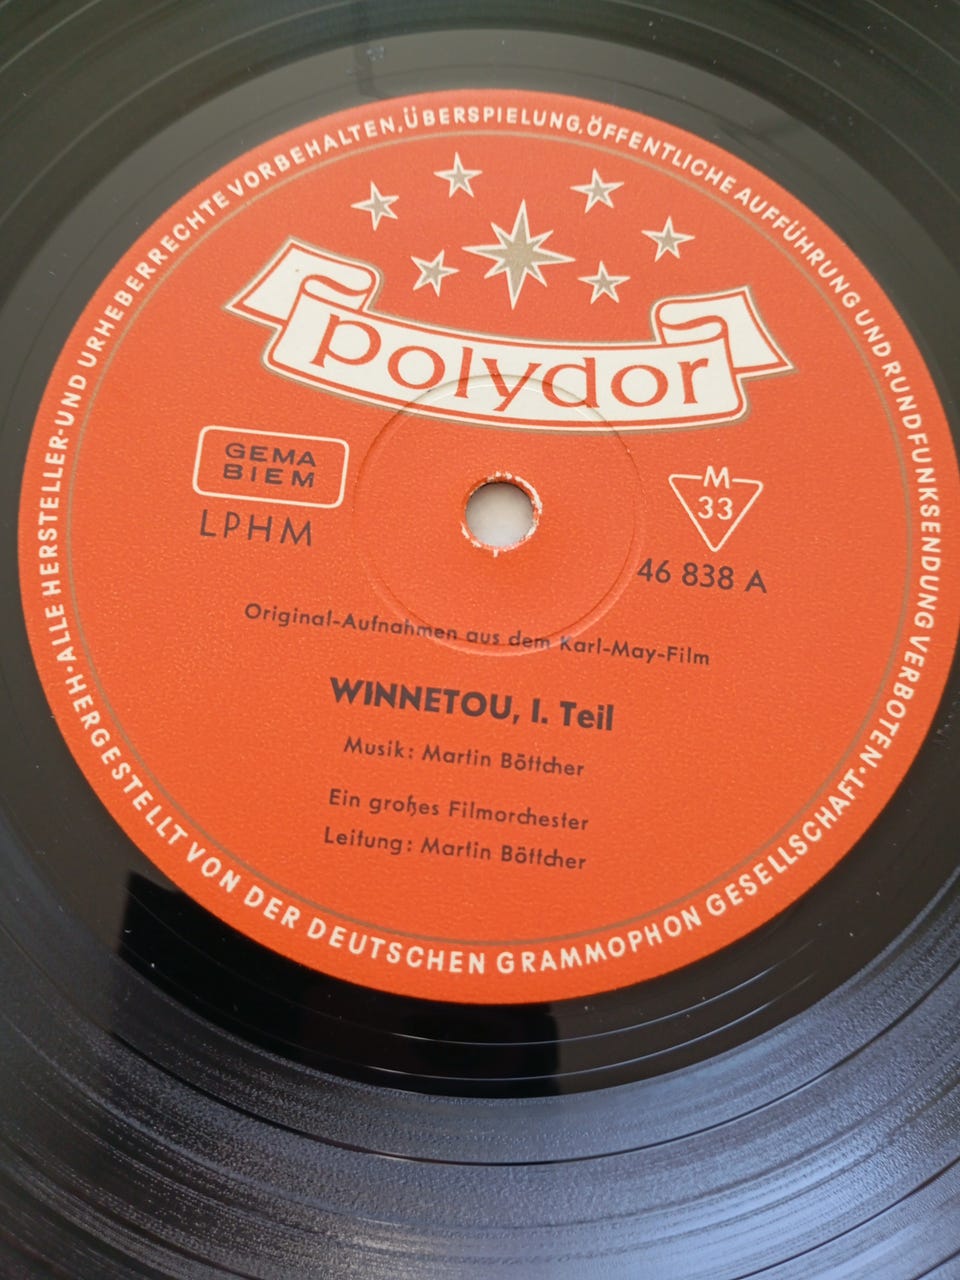 ALLE HERSTELLER-UND URHEBERRECHTE VORBEHALTEN, ÜBERSPIELUNG, ÖFFENTLICHE AUFFÜHRUNG UND RUNDFUNKSENDUNG VERBOTEN·
polydor
GEMA
BIEM
M
33
LPHM
46 838 A
Original-Aufnahmen aus dem Karl-May-Film
WINNETOU, I. Teil
Musik: Martin Böttcher
Ein großes Filmorchester
Leitung: Martin Böttcher
·HERGESTELLT VON DER DEUTSCHEN GRAMMOPHON GESELLSCHAFT·